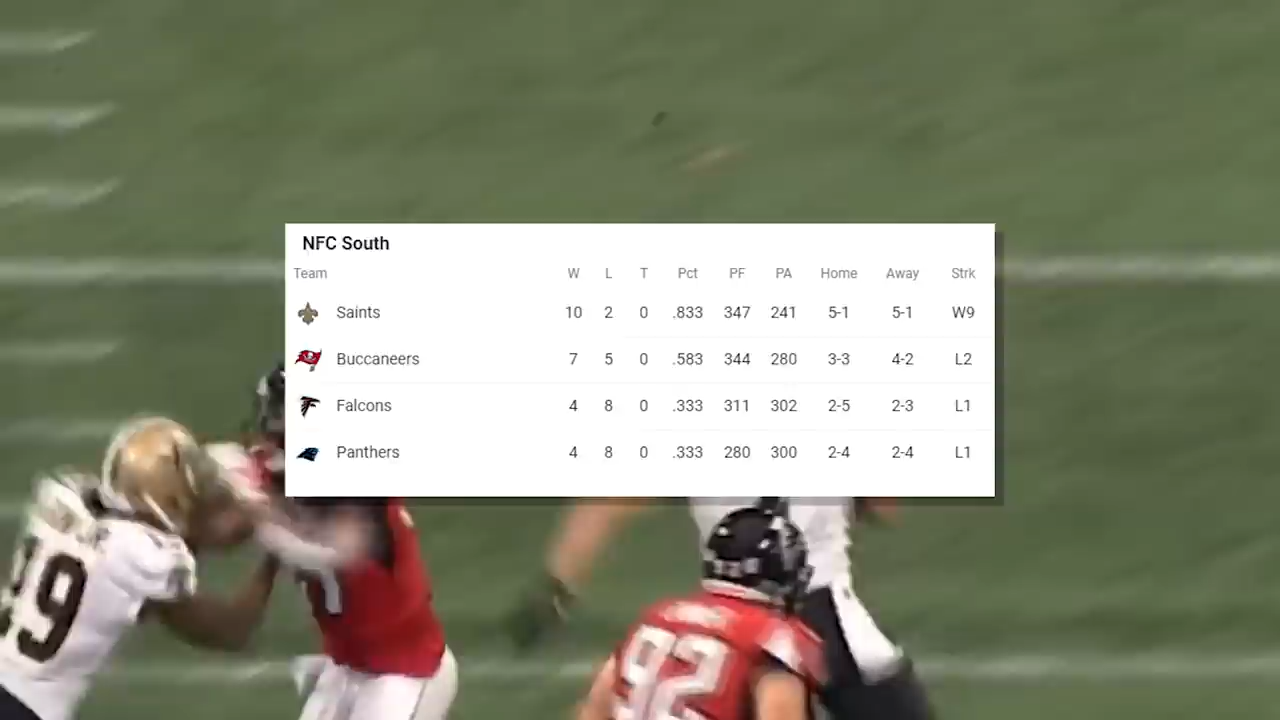 NFC South
Team W L T Pct PF PA Home Away Strk
Saints 10 2 0 .833 347 241 5-1 5-1 W9
Buccaneers 7 5 0 .583 344 280 3-3 4-2 L2
Falcons 4 8 0 .333 311 302 2-5 2-3 L1
Panthers 4 8 0 .333 280 300 2-4 2-4 L1
92